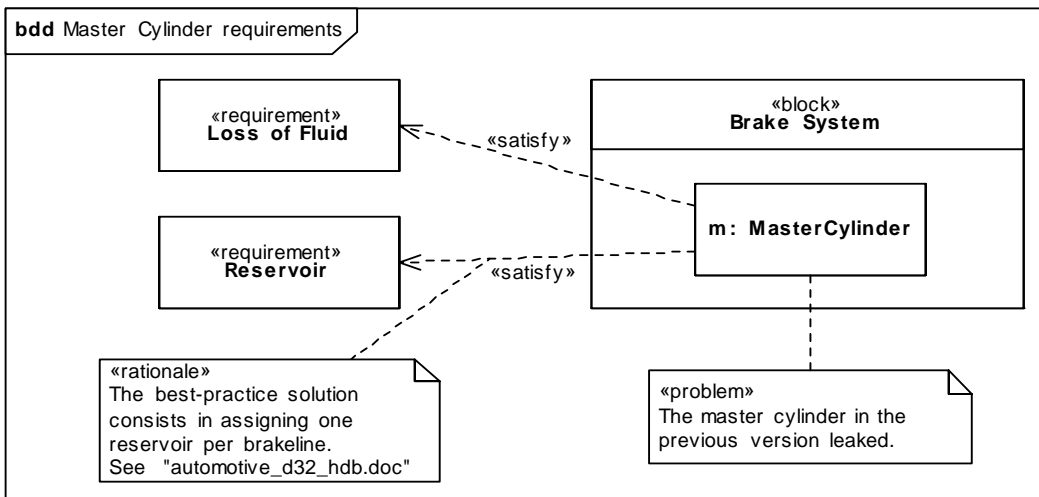 bdd Master Cylinder requirements
«requirement»
Loss of Fluid
«satisfy»
«block»
Brake System
m: MasterCylinder
«requirement»
Reservoir
«satisfy»
«rationale»
The best-practice solution
consists in assigning one
reservoir per brakeline.
See "automotive_d32_hdb.doc"
«problem»
The master cylinder in the
previous version leaked.